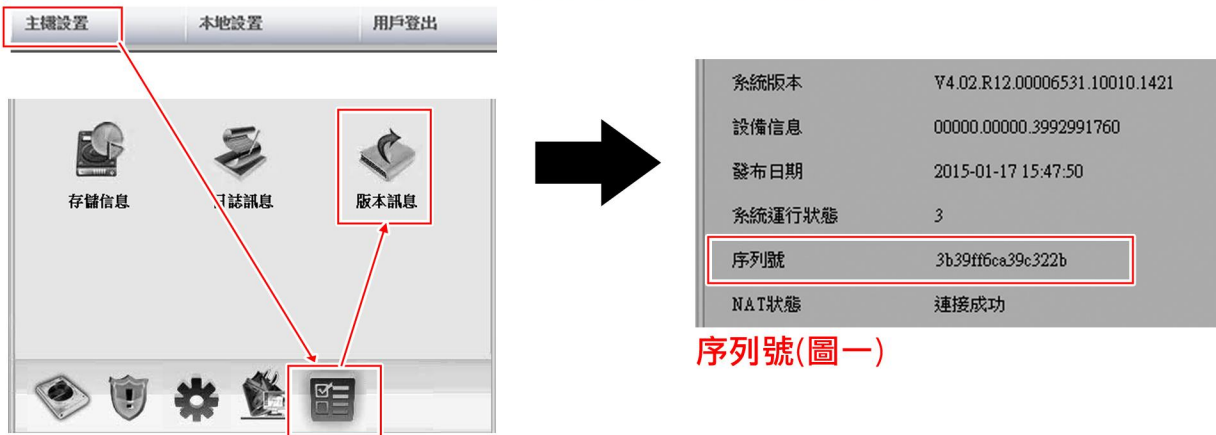 主機設置 本地設置 用戶登出
存儲信息 日誌訊息 版本訊息
系統版本 V4.02.R12.00006531.10010.1421
設備信息 00000.00000.3992991760
發布日期 2015-01-17 15:47:50
系統運行狀態 3
序列號 3b39ff6ca39c322b
NAT狀態 連接成功
序列號(圖一)